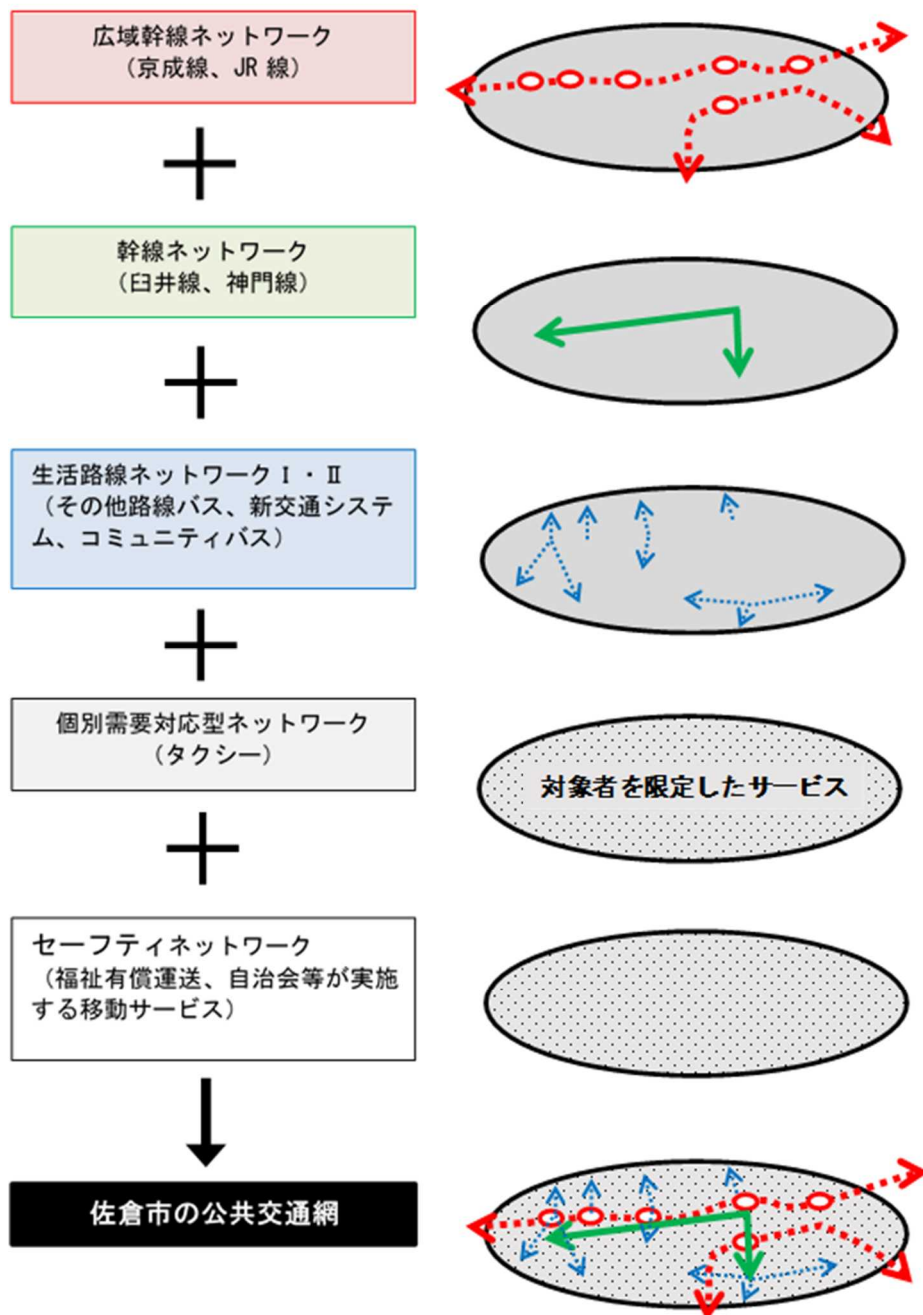 広域幹線ネットワーク
（京成線、JR 線）
幹線ネットワーク
（臼井線、神門線）
生活路線ネットワークⅠ・Ⅱ
（その他路線バス、新交通システ
ム、コミュニティバス）
個別需要対応型ネットワーク
（タクシー）
対象者を限定したサービス
セーフティネットワーク
（福祉有償運送、自治会等が実施
する移動サービス）
佐倉市の公共交通網